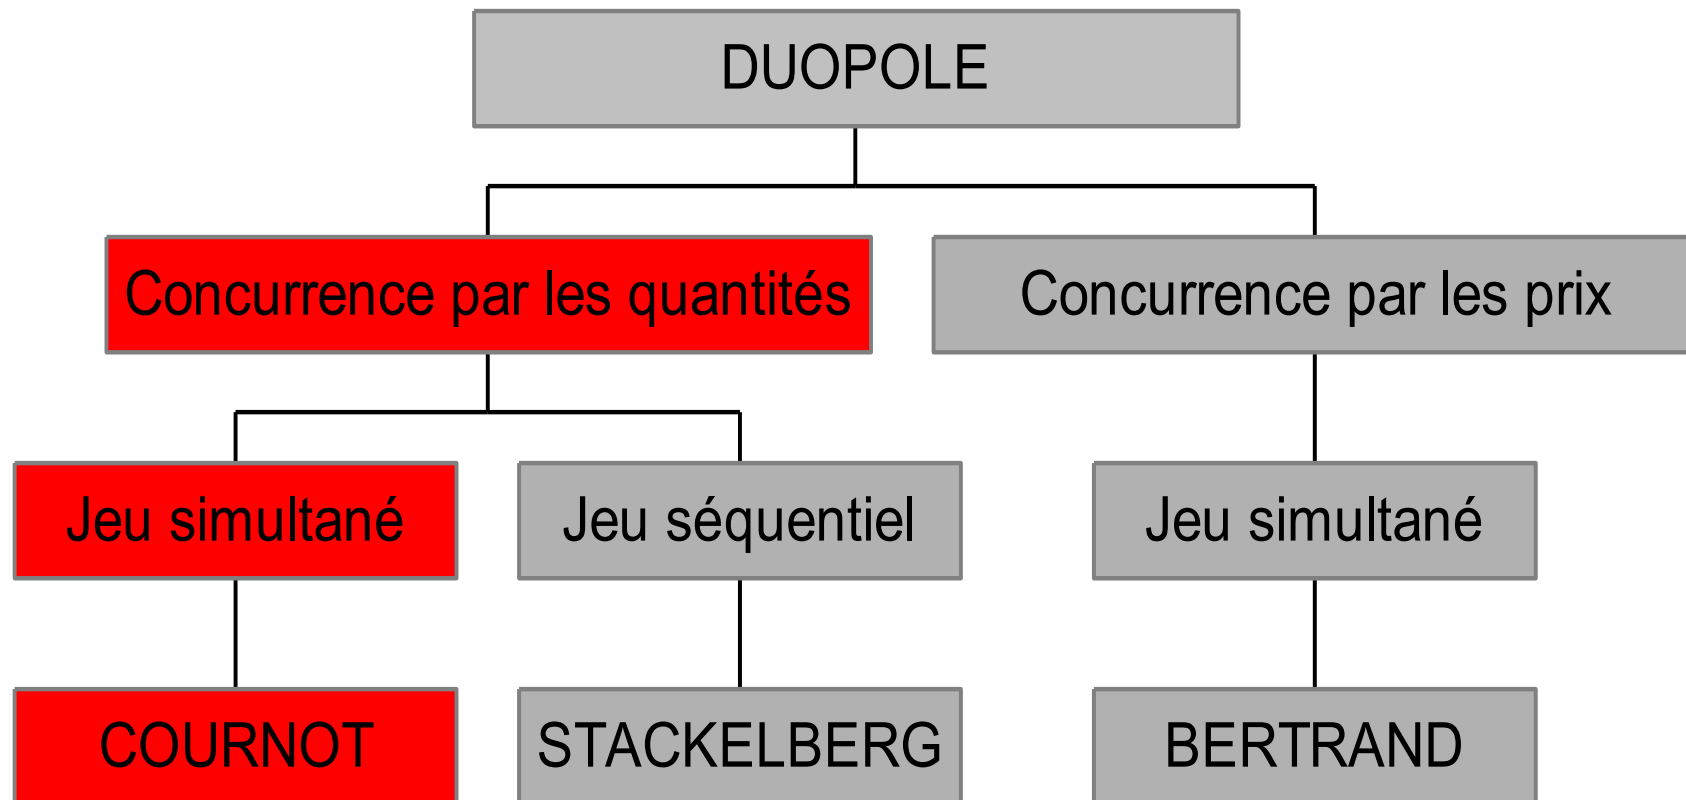 DUOPOLE
Concurrence par les quantités
Concurrence par les prix
Jeu simultané
Jeu séquentiel
Jeu simultané
COURNOT
STACKELBERG
BERTRAND